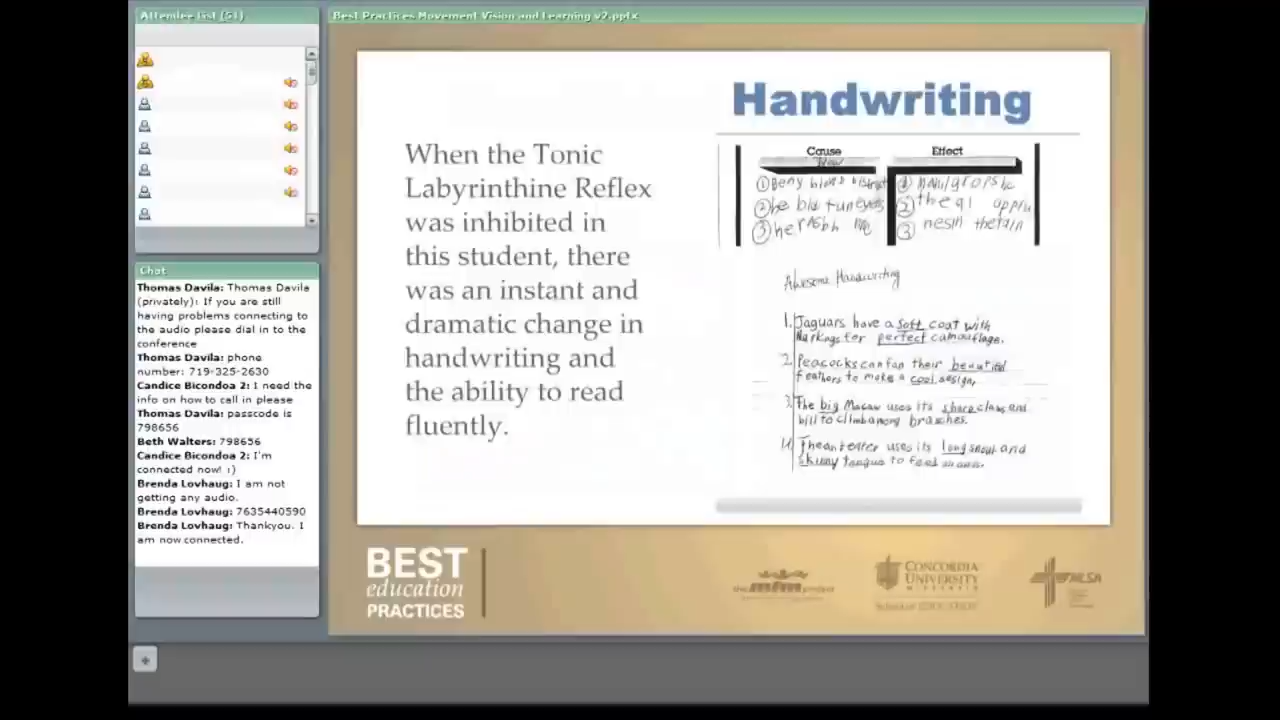 Attendee List (51)
Chat
Thomas Davila: Thomas Davila
(privately): If you are still
having problems connecting to
the audio please dial in to the
conference
Thomas Davila: phone
number: 719-325-2630
Candice Bicondoa 2: I need the
info on how to call in please
Thomas Davila: passcode is
798656
Beth Walters: 798656
Candice Bicondoa 2: I'm
connected now! :)
Brenda Lovhaug: I am not
getting any audio.
Brenda Lovhaug: 7635440590
Brenda Lovhaug: Thankyou. I
am now connected.
Best Practices Movement Vision and Learning v2.pptx
Handwriting
When the Tonic
Labyrinthine Reflex
was inhibited in
this student, there
was an instant and
dramatic change in
handwriting and
the ability to read
fluently.
Cause Effect
Awesome Handwriting
1. Jaguars have a soft coat with
Markings for perfect camouflage.
2. Peacocks can fan their beautiful
feathers to make a cool design.
3. The big Macaw uses its sharp claws and
bill to climb among branches.
4. The anteater uses its long snout and
skinny tongue to feed
BEST
education
PRACTICES
the mfm project
CONCORDIA
UNIVERSITY
WISCONSIN
School of EDUCATION
NLSA